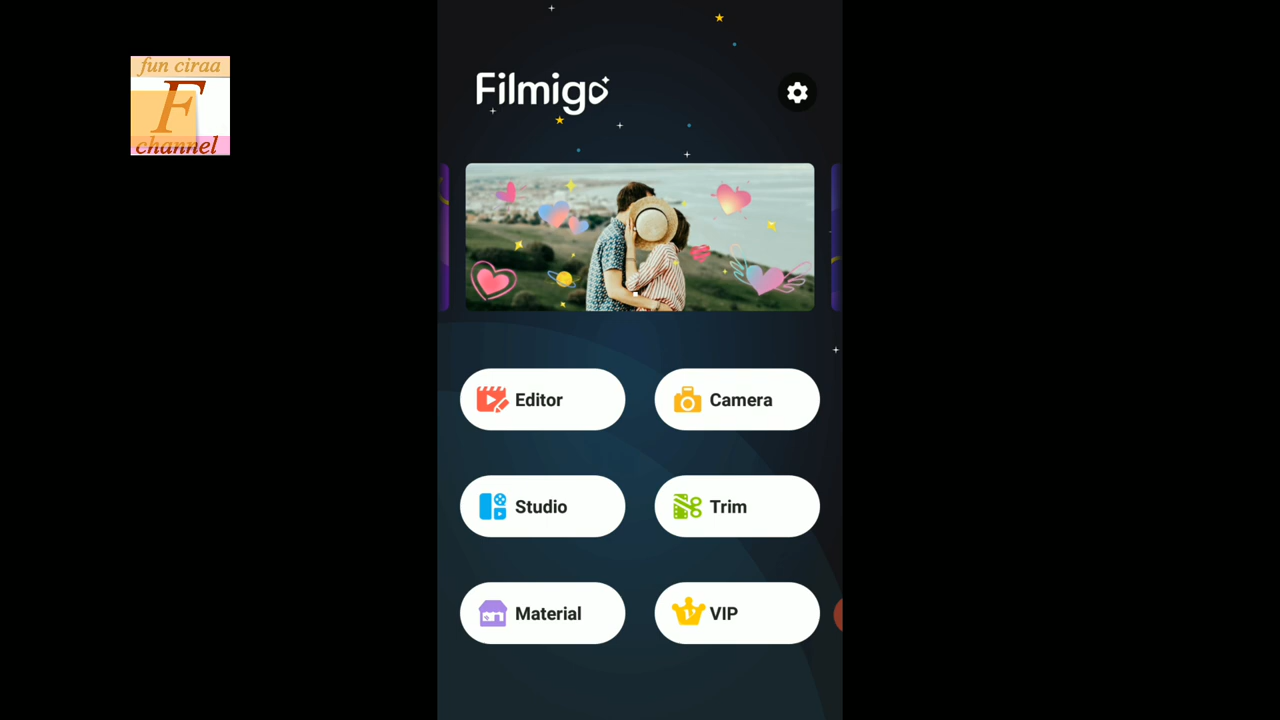 fun ciraa
F
channel
Filmigo
Editor
Camera
Studio
Trim
Material
VIP